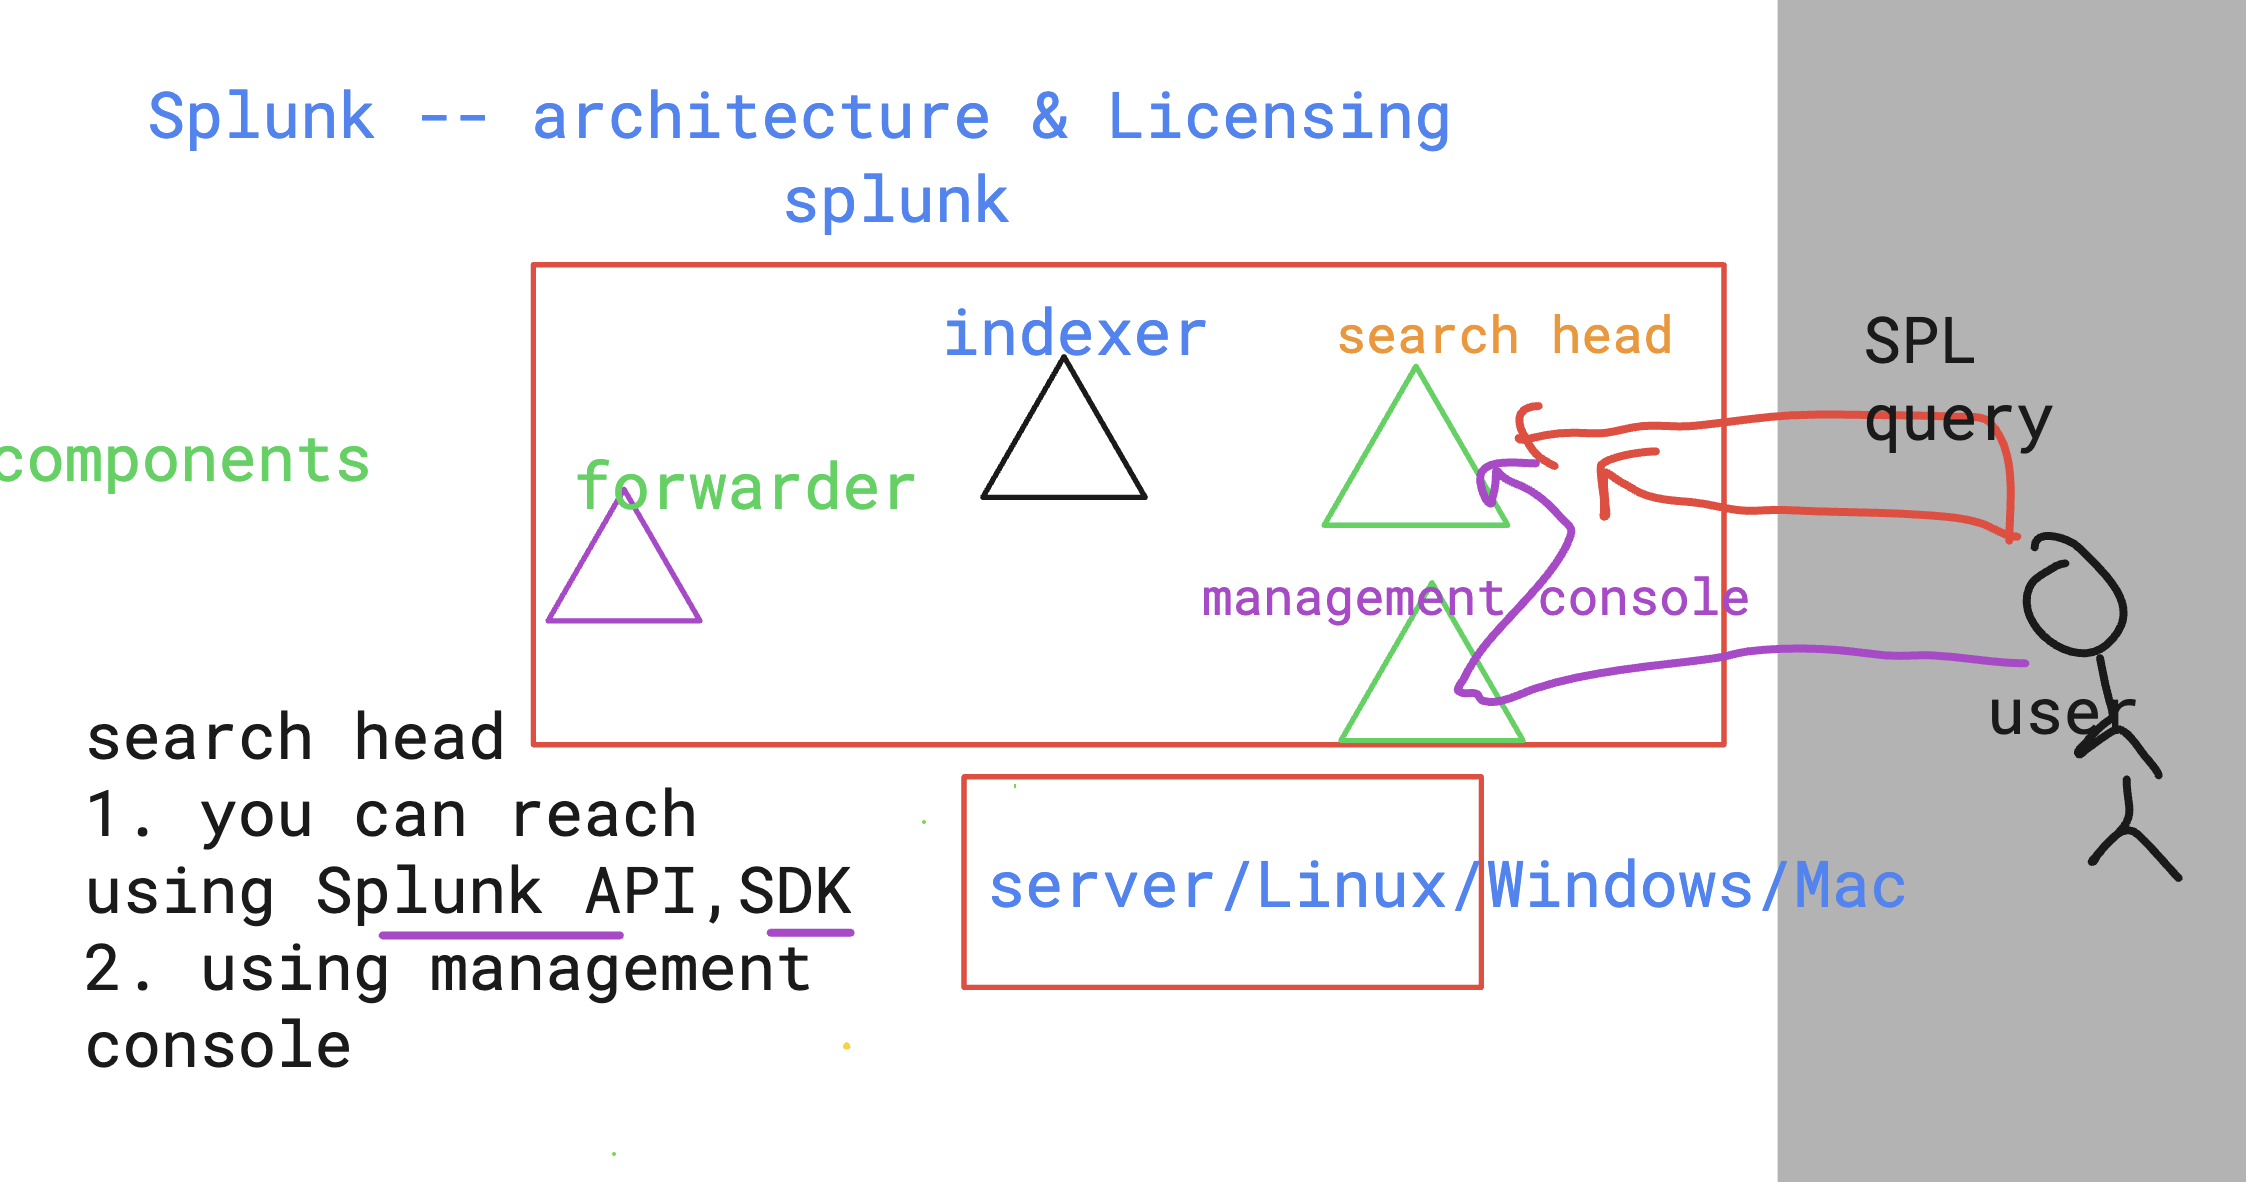 Splunk -- architecture & Licensing
splunk
indexer
search head
SPL
query
components
forwarder
management console
user
search head
1. you can reach
using Splunk API,SDK
2. using management
console
server/Linux/Windows/Mac